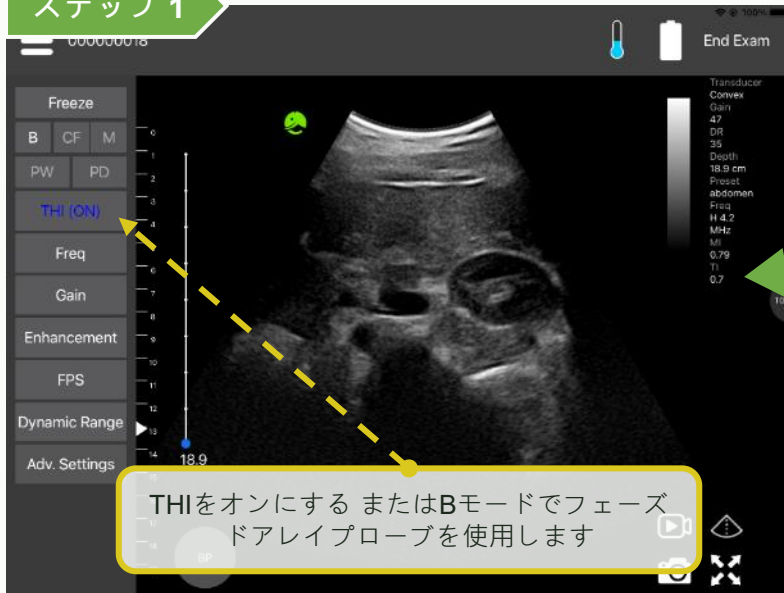 ステップ 1
000000018
100%
End Exam
Freeze
B CF M
PW PD
THI (ON)
Freq
Gain
Enhancement
FPS
Dynamic Range
Adv. Settings
0
1
2
3
4
6
7
8
9
10
11
12
13
14
15
17
18.9
Transducer
Convex
Gain
47
DR
35
Depth
18.9 cm
Preset
abdomen
Freq
H 4.2
MHz
MI
0.79
TI
0.7
10
THIをオンにする またはBモードでフェーズ
ドアレイプローブを使用します
BP